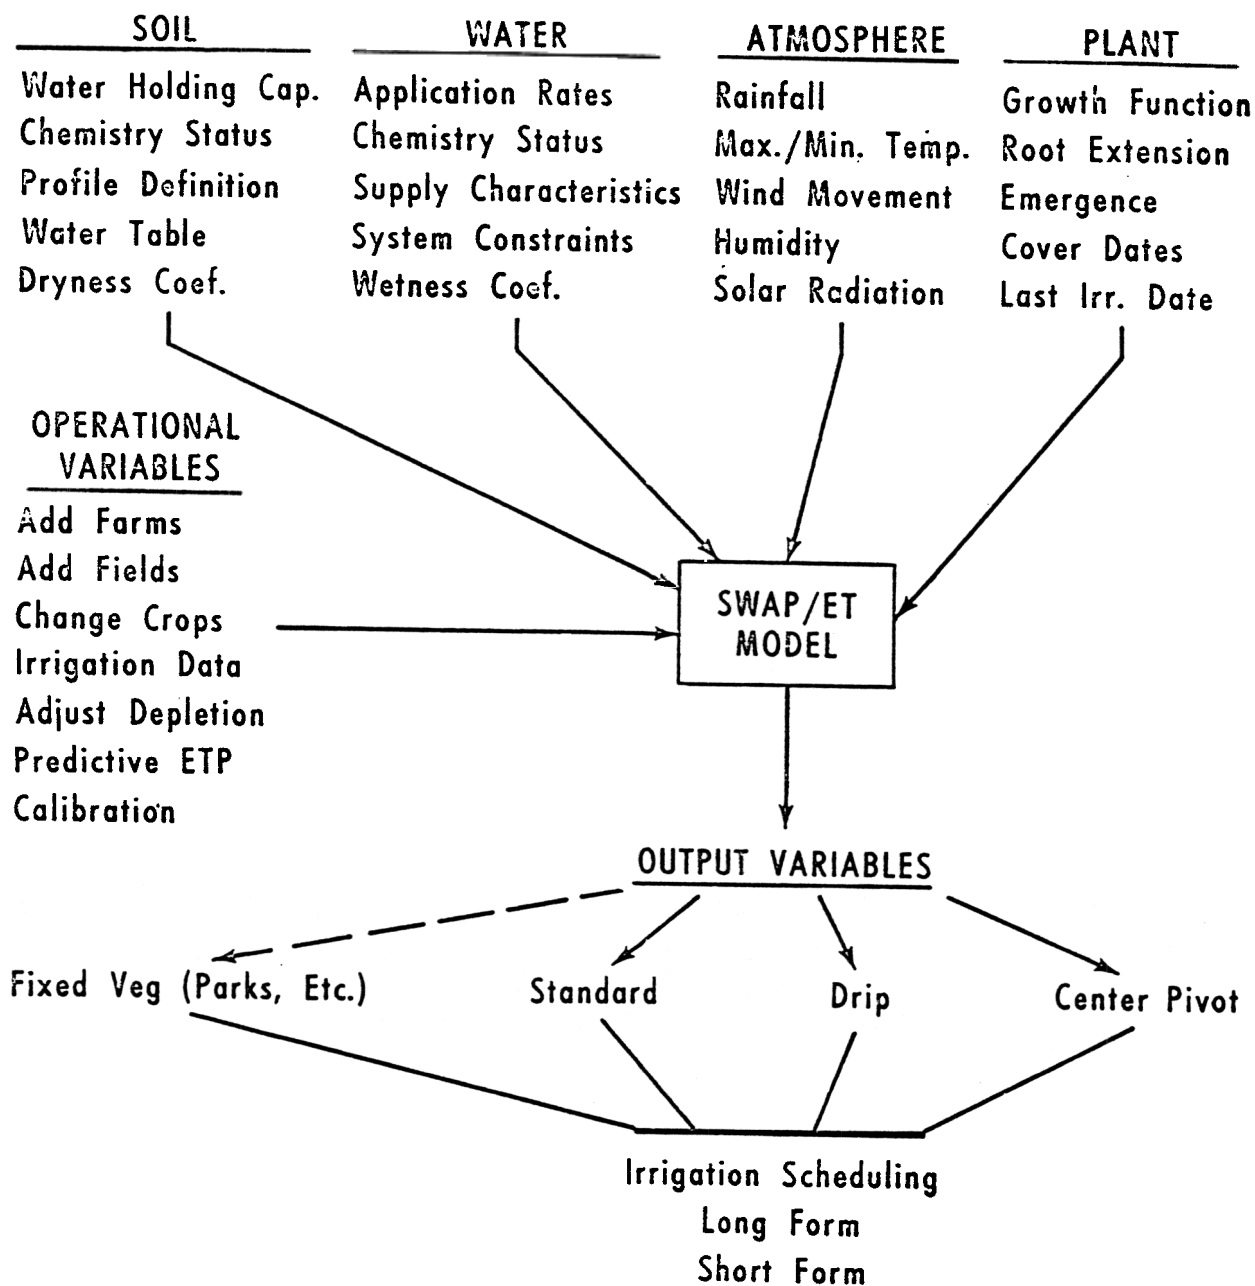 SOIL
Water Holding Cap.
Chemistry Status
Profile Definition
Water Table
Dryness Coef.
WATER
Application Rates
Chemistry Status
Supply Characteristics
System Constraints
Wetness Coef.
ATMOSPHERE
Rainfall
Max./Min. Temp.
Wind Movement
Humidity
Solar Radiation
PLANT
Growth Function
Root Extension
Emergence
Cover Dates
Last Irr. Date
OPERATIONAL
VARIABLES
Add Farms
Add Fields
Change Crops
Irrigation Data
Adjust Depletion
Predictive ETP
Calibration
SWAP/ET
MODEL
OUTPUT VARIABLES
Fixed Veg (Parks, Etc.)
Standard
Drip
Center Pivot
Irrigation Scheduling
Long Form
Short Form